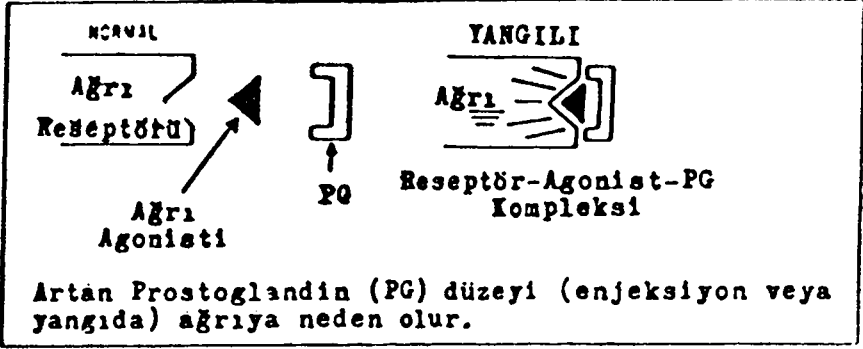 NORMAL
YANGILI
Ağrı
Reseptörü
Ağrı
PG
Ağrı
Agonisti
Reseptör-Agonist-PG
Kompleksi
Artan Prostoglandin (PG) düzeyi (enjeksiyon veya
yangıda) ağrıya neden olur.